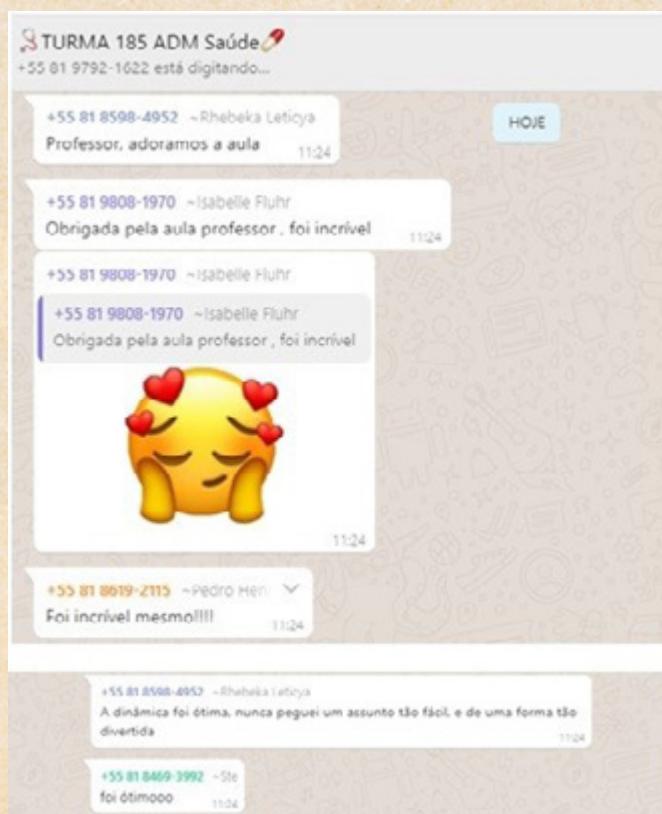 TURMA 185 ADM Saúde
+55 81 9792-1622 está digitando...
HOJE
+55 81 8598-4952 ~Rhebeka Leticya
Professor, adoramos a aula
11:24
+55 81 9808-1970 ~Isabelle Fluhr
Obrigada pela aula professor , foi incrível
11:24
+55 81 9808-1970 ~Isabelle Fluhr
+55 81 9808-1970 ~Isabelle Fluhr
Obrigada pela aula professor , foi incrível
11:24
+55 81 8619-2115 ~Pedro Hen
Foi incrível mesmo!!!!
11:24
+55 81 8598-4952 ~Rhebeka Leticya
A dinâmica foi ótima, nunca peguei um assunto tão fácil, e de uma forma tão
divertida
11:24
+55 81 8469-3992 ~Ste
foi ótimooo
11:24